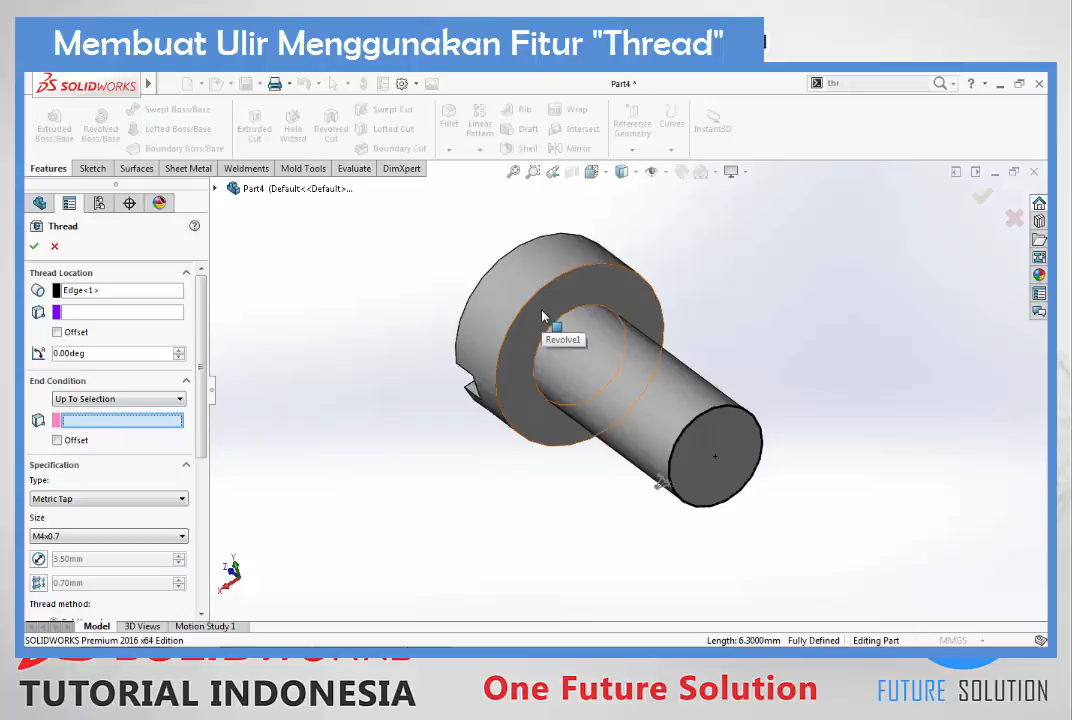 Membuat Ulir Menggunakan Fitur "Thread"
SOLIDWORKS
Part4 *
thr
Extruded Boss/Base
Revolved Boss/Base
Swept Boss/Base
Lofted Boss/Base
Boundary Boss/Base
Extruded Cut
Hole Wizard
Revolved Cut
Swept Cut
Lofted Cut
Boundary Cut
Fillet
Linear Pattern
Rib
Draft
Shell
Wrap
Intersect
Mirror
Reference Geometry
Curves
Instant3D
Features Sketch Surfaces Sheet Metal Weldments Mold Tools Evaluate DimXpert
Part4 (Default<<Default>...
Thread
Thread Location
Edge<1>
Offset
0.00deg
End Condition
Up To Selection
Offset
Specification
Type:
Metric Tap
Size
M4x0.7
3.50mm
0.70mm
Thread method:
Revolve1
Y
Z
X
Model 3D Views Motion Study 1
SOLIDWORKS Premium 2016 x64 Edition
Length: 6.3000mm Fully Defined Editing Part MMGS
SOLIDWORKS
TUTORIAL INDONESIA
One Future Solution
FUTURE SOLUTION